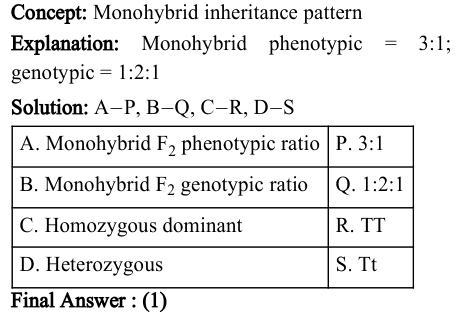 Concept: Monohybrid inheritance pattern
Explanation: Monohybrid phenotypic = 3:1;
genotypic = 1:2:1
Solution: A–P, B–Q, C–R, D–S
A. Monohybrid F₂ phenotypic ratio P. 3:1
B. Monohybrid F₂ genotypic ratio Q. 1:2:1
C. Homozygous dominant R. TT
D. Heterozygous S. Tt
Final Answer : (1)